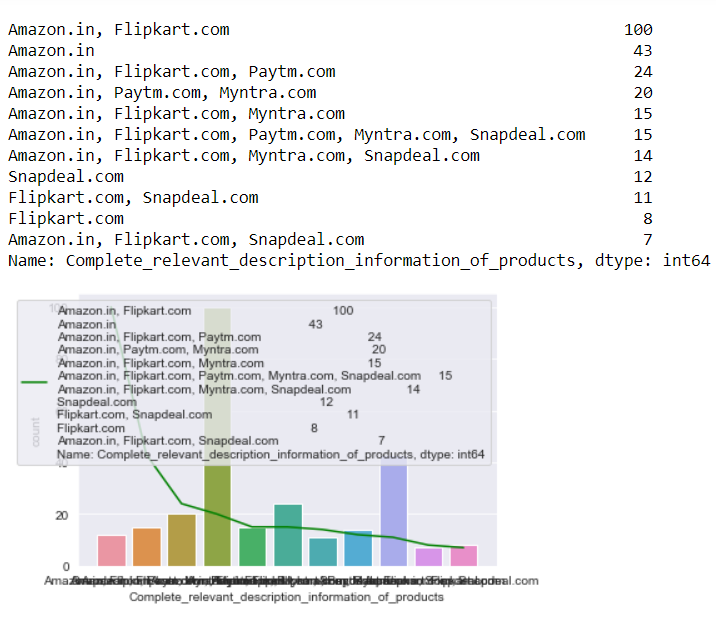 Amazon.in, Flipkart.com 100
Amazon.in 43
Amazon.in, Flipkart.com, Paytm.com 24
Amazon.in, Paytm.com, Myntra.com 20
Amazon.in, Flipkart.com, Myntra.com 15
Amazon.in, Flipkart.com, Paytm.com, Myntra.com, Snapdeal.com 15
Amazon.in, Flipkart.com, Myntra.com, Snapdeal.com 14
Snapdeal.com 12
Flipkart.com, Snapdeal.com 11
Flipkart.com 8
Amazon.in, Flipkart.com, Snapdeal.com 7
Name: Complete_relevant_description_information_of_products, dtype: int64
100
Amazon.in, Flipkart.com 100
Amazon.in 43
Amazon.in, Flipkart.com, Paytm.com 24
Amazon.in, Paytm.com, Myntra.com 20
Amazon.in, Flipkart.com, Myntra.com 15
Amazon.in, Flipkart.com, Paytm.com, Myntra.com, Snapdeal.com 15
Amazon.in, Flipkart.com, Myntra.com, Snapdeal.com 14
Snapdeal.com 12
Flipkart.com, Snapdeal.com 11
Flipkart.com 8
Amazon.in, Flipkart.com, Snapdeal.com 7
Name: Complete_relevant_description_information_of_products, dtype: int64
count
40
20
0
Complete_relevant_description_information_of_products